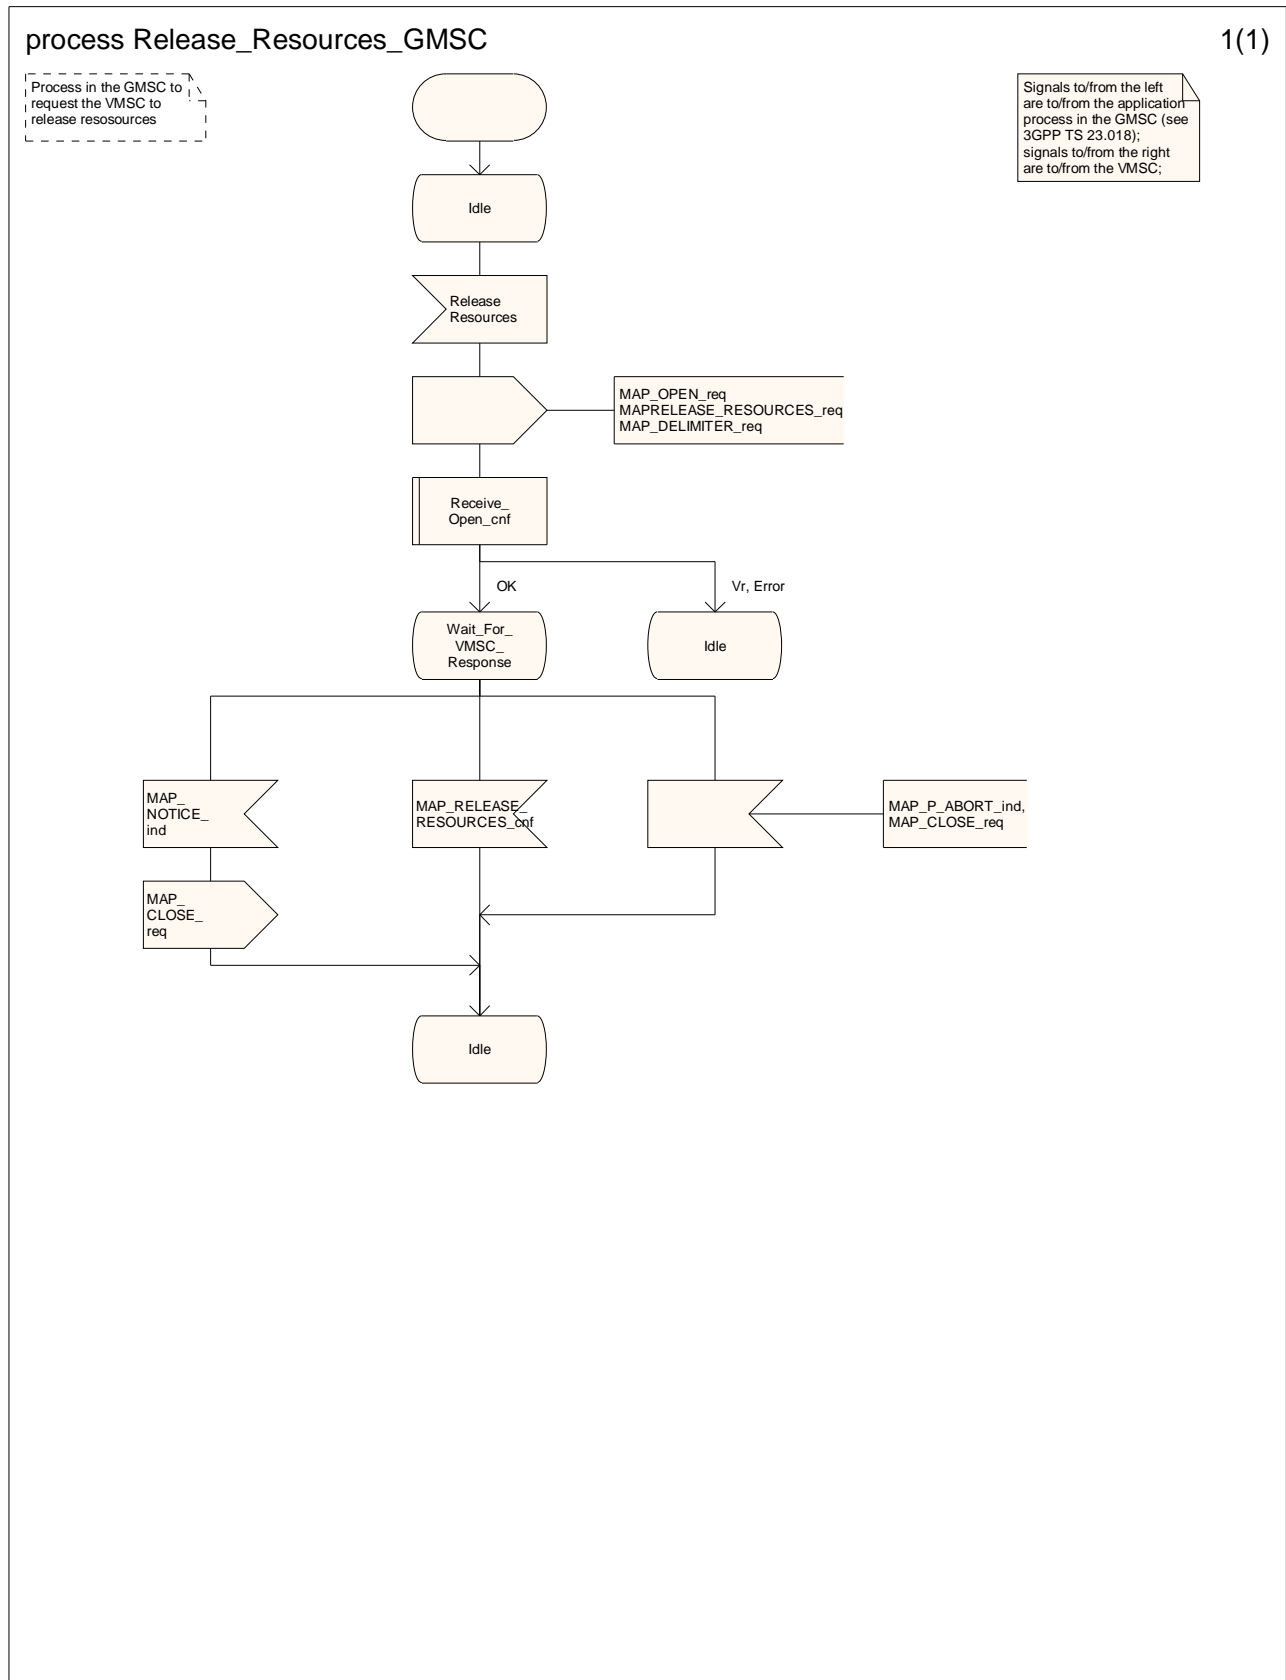 process Release_Resources_GMSC
1(1)
Process in the GMSC to
request the VMSC to
release resosources
Signals to/from the left
are to/from the application
process in the GMSC (see
3GPP TS 23.018);
signals to/from the right
are to/from the VMSC;
Idle
Release
Resources
MAP_OPEN_req
MAPRELEASE_RESOURCES_req
MAP_DELIMITER_req
Receive_
Open_cnf
OK
Vr, Error
Wait_For_
VMSC_
Response
Idle
MAP_
NOTICE_
ind
MAP_RELEASE_
RESOURCES_cnf
MAP_P_ABORT_ind,
MAP_CLOSE_req
MAP_
CLOSE_
req
Idle